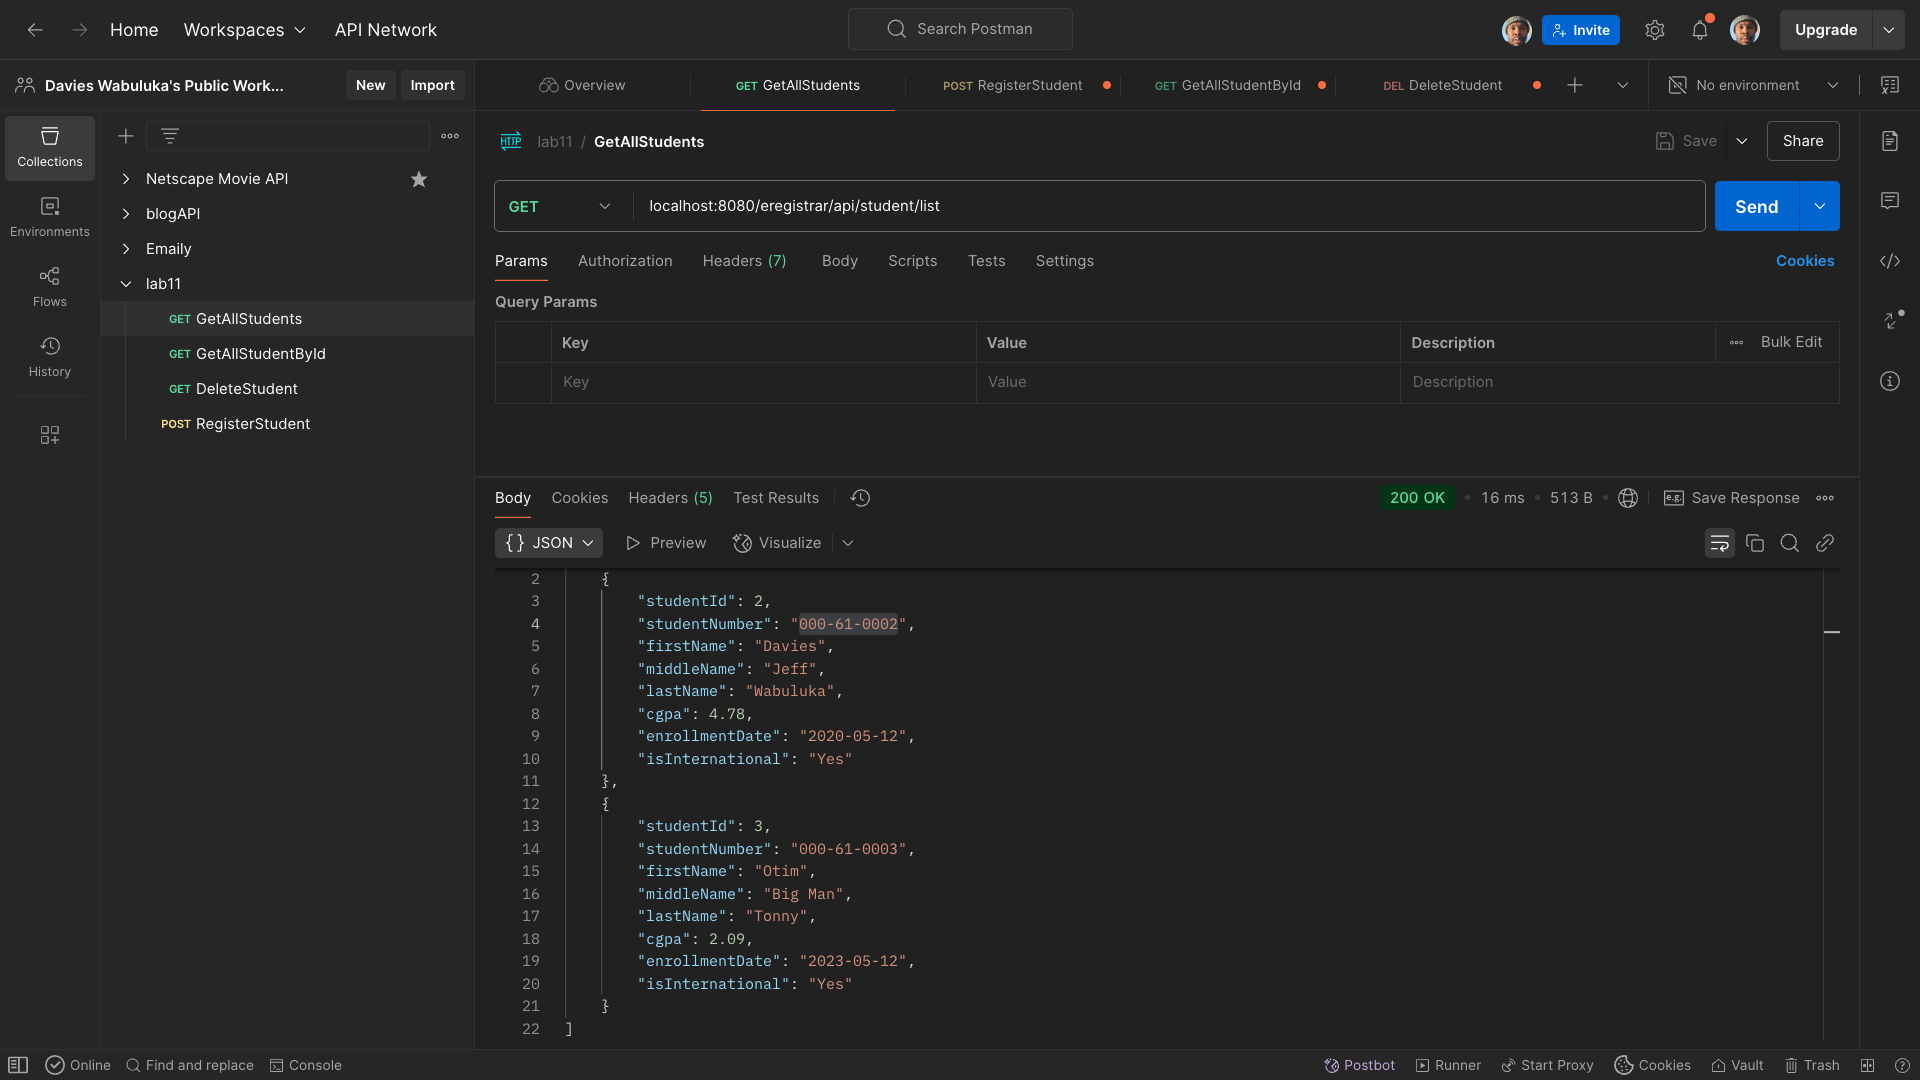 Home Workspaces API Network Search Postman Invite Upgrade
Davies Wabuluka's Public Work... New Import Overview GET GetAllStudents POST RegisterStudent GET GetAllStudentById DEL DeleteStudent No environment
Collections
Environments
Flows
History
Netscape Movie API
blogAPI
Emaily
lab11
GET GetAllStudents
GET GetAllStudentById
GET DeleteStudent
POST RegisterStudent
HTTP lab11 / GetAllStudents Save Share
GET localhost:8080/eregistrar/api/student/list Send
Params Authorization Headers (7) Body Scripts Tests Settings Cookies
Query Params
Key Value Description Bulk Edit
Key Value Description
Body Cookies Headers (5) Test Results 200 OK 16 ms 513 B e.g. Save Response
{} JSON Preview Visualize
2 {
3 "studentId": 2,
4 "studentNumber": "000-61-0002",
5 "firstName": "Davies",
6 "middleName": "Jeff",
7 "lastName": "Wabuluka",
8 "cgpa": 4.78,
9 "enrollmentDate": "2020-05-12",
10 "isInternational": "Yes"
11 },
12 {
13 "studentId": 3,
14 "studentNumber": "000-61-0003",
15 "firstName": "Otim",
16 "middleName": "Big Man",
17 "lastName": "Tonny",
18 "cgpa": 2.09,
19 "enrollmentDate": "2023-05-12",
20 "isInternational": "Yes"
21 }
22 ]
Online Find and replace Console Postbot Runner Start Proxy Cookies Vault Trash